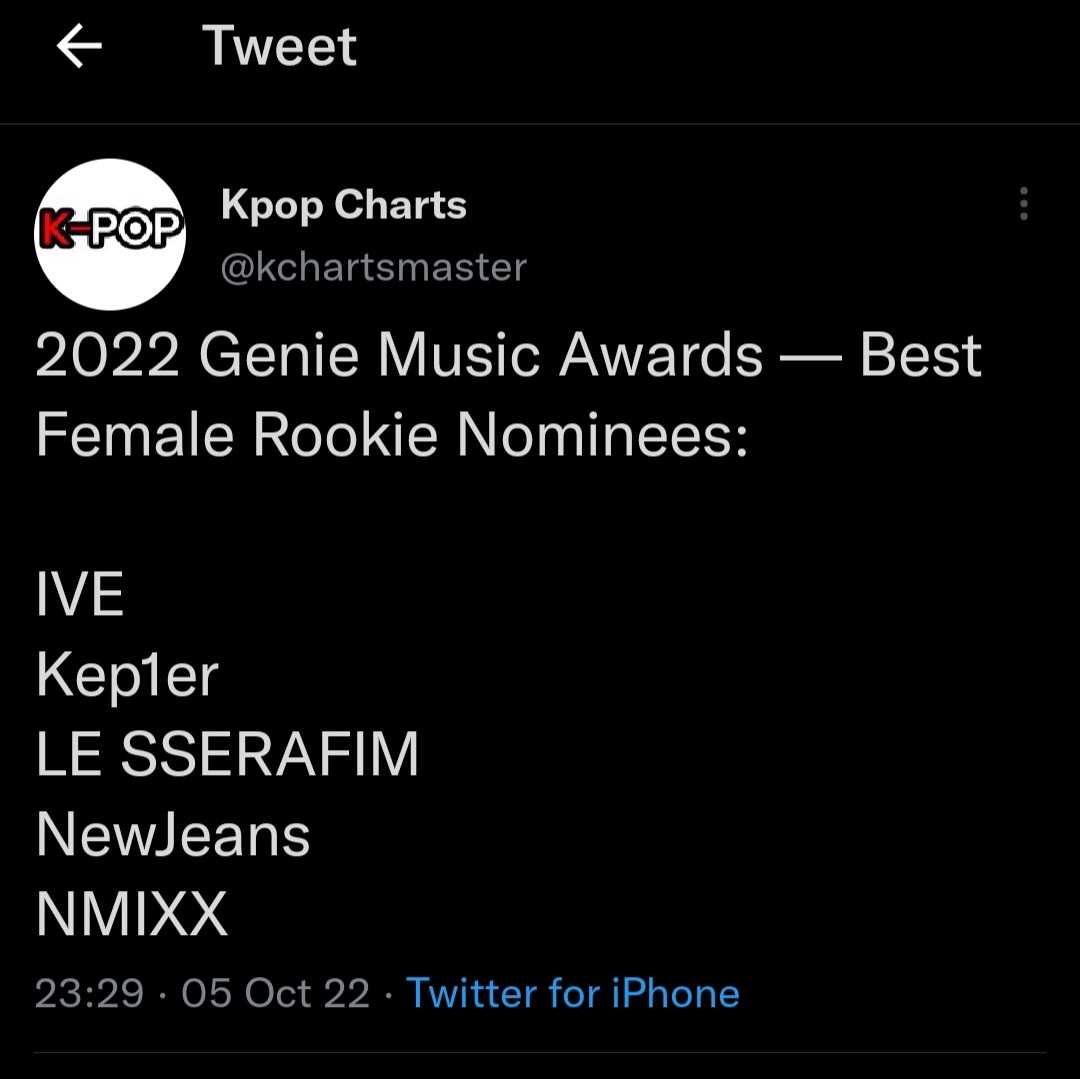 Tweet
K-POP
Kpop Charts
@kchartsmaster
2022 Genie Music Awards — Best
Female Rookie Nominees:
IVE
Kep1er
LE SSERAFIM
NewJeans
NMIXX
23:29 · 05 Oct 22 · Twitter for iPhone